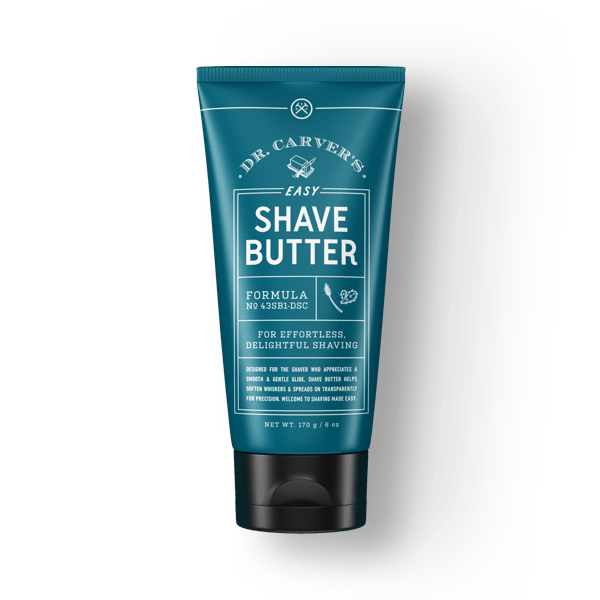 • DR. CARVER'S •
EASY
SHAVE
BUTTER
FORMULA
Nº 43SB1-DSC
FOR EFFORTLESS,
DELIGHTFUL SHAVING
DESIGNED FOR THE SHAVER WHO APPRECIATES A
SMOOTH & GENTLE GLIDE, SHAVE BUTTER HELPS
SOFTEN WHISKERS & SPREADS ON TRANSPARENTLY
FOR PRECISION. WELCOME TO SHAVING MADE EASY.
NET WT. 170 g / 6 oz